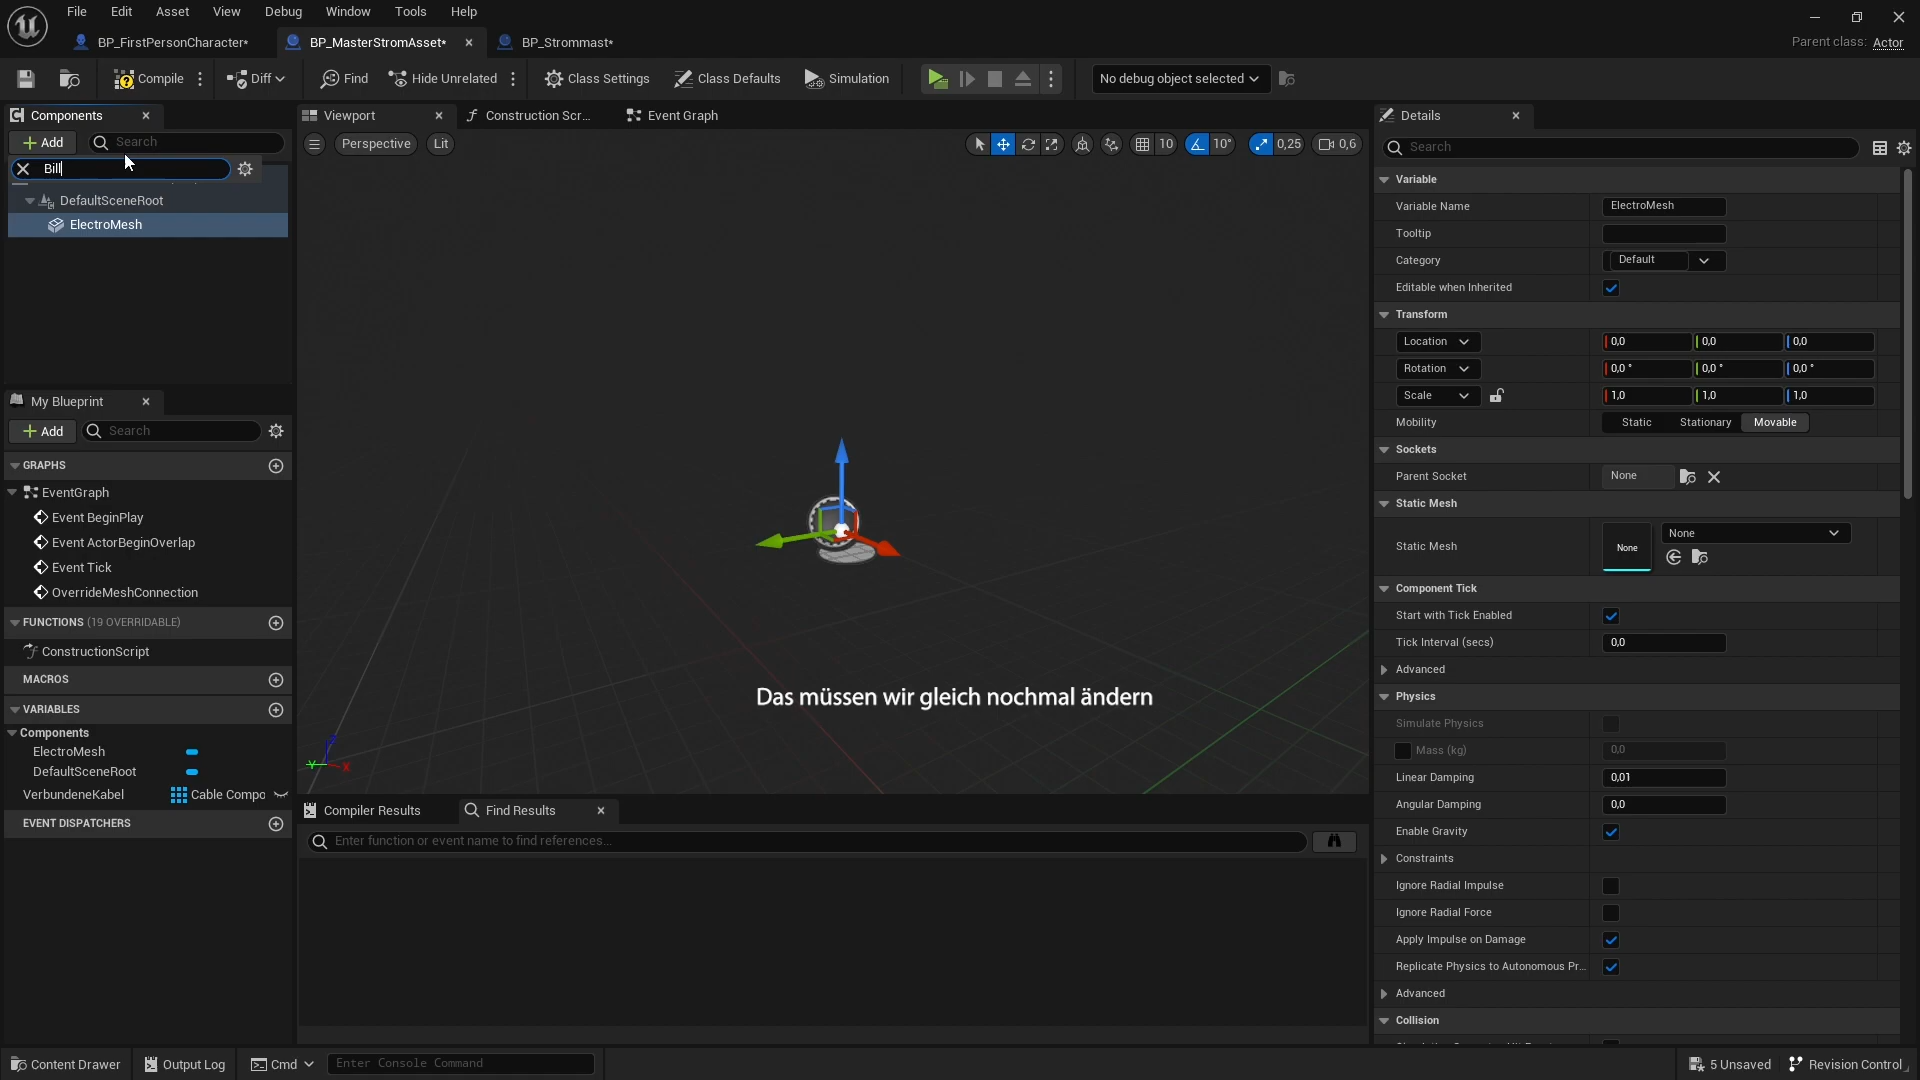 File Edit Asset View Debug Window Tools Help
BP_FirstPersonCharacter*
BP_MasterStromAsset*
BP_Strommast*
Parent class: Actor
Compile
Diff
Find
Hide Unrelated
Class Settings
Class Defaults
Simulation
No debug object selected
Components
Add
Search
Bill
DefaultSceneRoot
ElectroMesh
My Blueprint
Add
Search
GRAPHS
EventGraph
Event BeginPlay
Event ActorBeginOverlap
Event Tick
OverrideMeshConnection
FUNCTIONS (19 OVERRIDABLE)
ConstructionScript
MACROS
VARIABLES
Components
ElectroMesh
DefaultSceneRoot
VerbundeneKabel Cable Compo
EVENT DISPATCHERS
Viewport
Construction Scr...
Event Graph
Perspective
Lit
10
10°
0,25
0,6
Das müssen wir gleich nochmal ändern
Z
Y
X
Compiler Results
Find Results
Enter function or event name to find references...
Details
Search
Variable
Variable Name ElectroMesh
Tooltip
Category Default
Editable when Inherited
Transform
Location 0,0 0,0 0,0
Rotation 0,0 ° 0,0 ° 0,0 °
Scale 1,0 1,0 1,0
Mobility Static Stationary Movable
Sockets
Parent Socket None
Static Mesh
Static Mesh None None
Component Tick
Start with Tick Enabled
Tick Interval (secs) 0,0
Advanced
Physics
Simulate Physics
Mass (kg) 0,0
Linear Damping 0,01
Angular Damping 0,0
Enable Gravity
Constraints
Ignore Radial Impulse
Ignore Radial Force
Apply Impulse on Damage
Replicate Physics to Autonomous Pr...
Advanced
Collision
Content Drawer
Output Log
Cmd
Enter Console Command
5 Unsaved
Revision Control